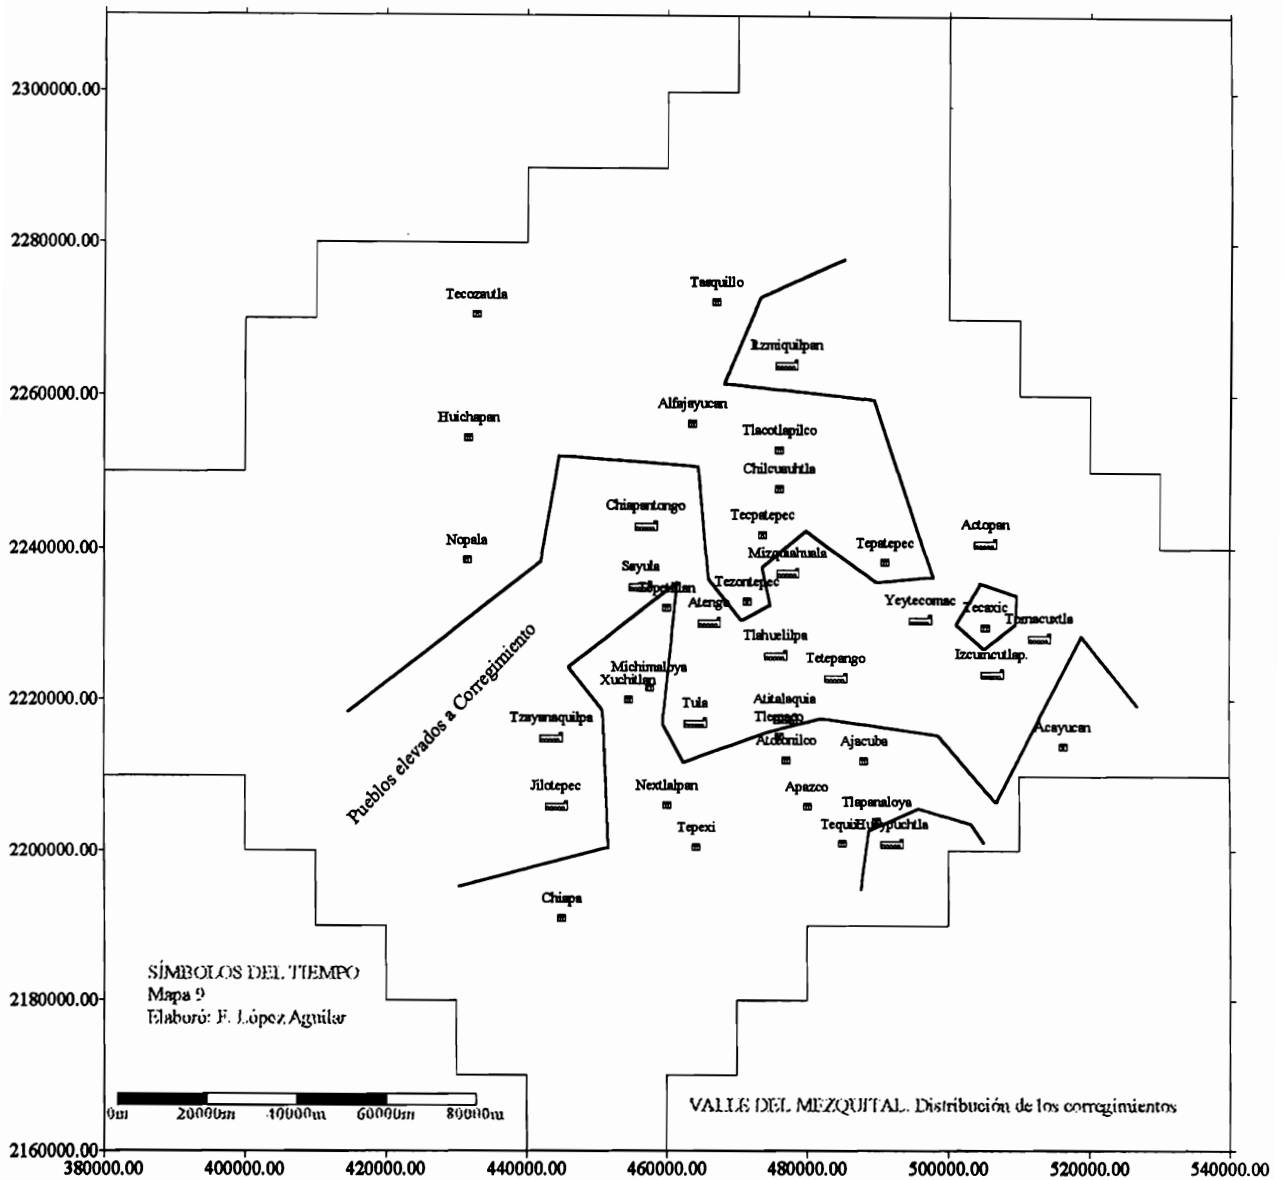 2300000.00
2280000.00
Tasquillo
Tecozautla
Itzmiquilpan
2260000.00
Alfajayucan
Huichapan
Tlacotlapilco
Chilcuauhtla
Chiapantongo
Tecpatepec
Actopan
2240000.00
Nopala
Tepatepec
Mizquiahuala
Sayula
Tezontepec
Atengo
Yeytecomac
Tecaxic
Tornacuxtla
Tlahuelilpa
Izcuincutlap.
Tetepango
Michimaloya
Xuchitlan
2220000.00
Pueblos elevados a Corregimiento
Tula
Atitalaquia
Tzayanaquilpa
Tlemaco
Acayucan
Atotonilco
Ajacuba
Jilotepec
Nextlalpan
Apazco
Tlapanaloya
Tepexi
Hueypuchtla
2200000.00
Chiapa
SÍMBOLOS DEL TIEMPO
Mapa 9
Elaboró: F. López Aguilar
2180000.00
0m 20000m 40000m 60000m 80000m
VALLE DEL MEZQUITAL. Distribución de los corregimientos
2160000.00
380000.00 400000.00 420000.00 440000.00 460000.00 480000.00 500000.00 520000.00 540000.00